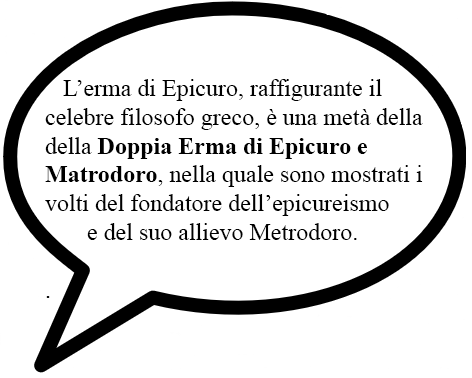 L’erma di Epicuro, raffigurante il
celebre filosofo greco, è una metà della
della Doppia Erma di Epicuro e
Matrodoro, nella quale sono mostrati i
volti del fondatore dell’epicureismo
e del suo allievo Metrodoro.
.